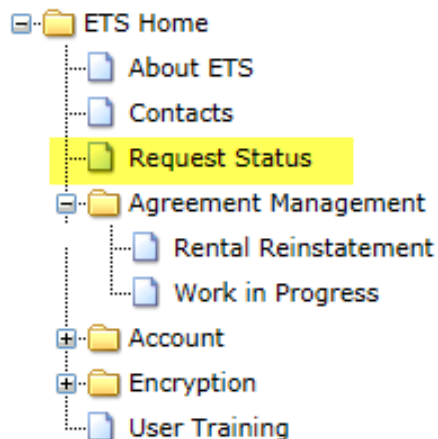 ETS Home
About ETS
Contacts
Request Status
Agreement Management
Rental Reinstatement
Work in Progress
Account
Encryption
User Training